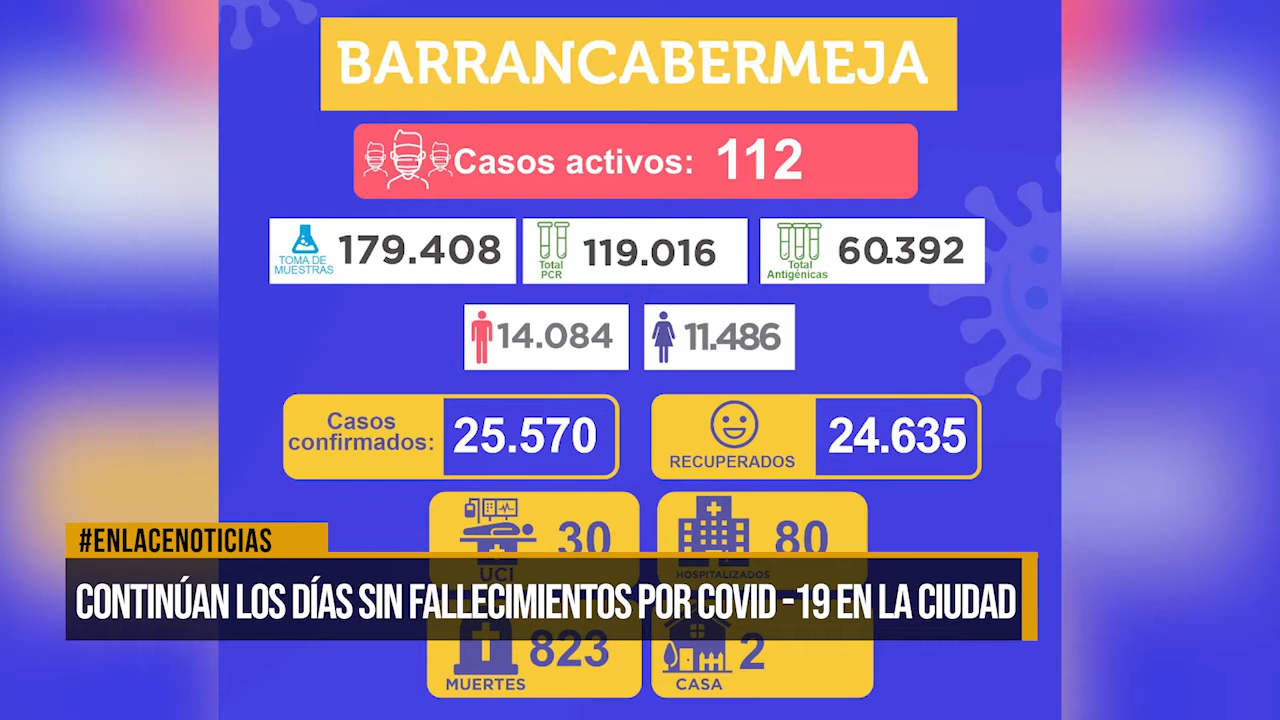 BARRANCABERMEJA
Casos activos: 112
TOMA DE
MUESTRAS
179.408
Total
PCR
119.016
Total
Antigénicas
60.392
14.084
11.486
Casos
confirmados:
25.570
RECUPERADOS
24.635
30
UCI
80
HOSPITALIZADOS
#ENLACENOTICIAS
CONTINÚAN LOS DÍAS SIN FALLECIMIENTOS POR COVID -19 EN LA CIUDAD
823
MUERTES
2
CASA